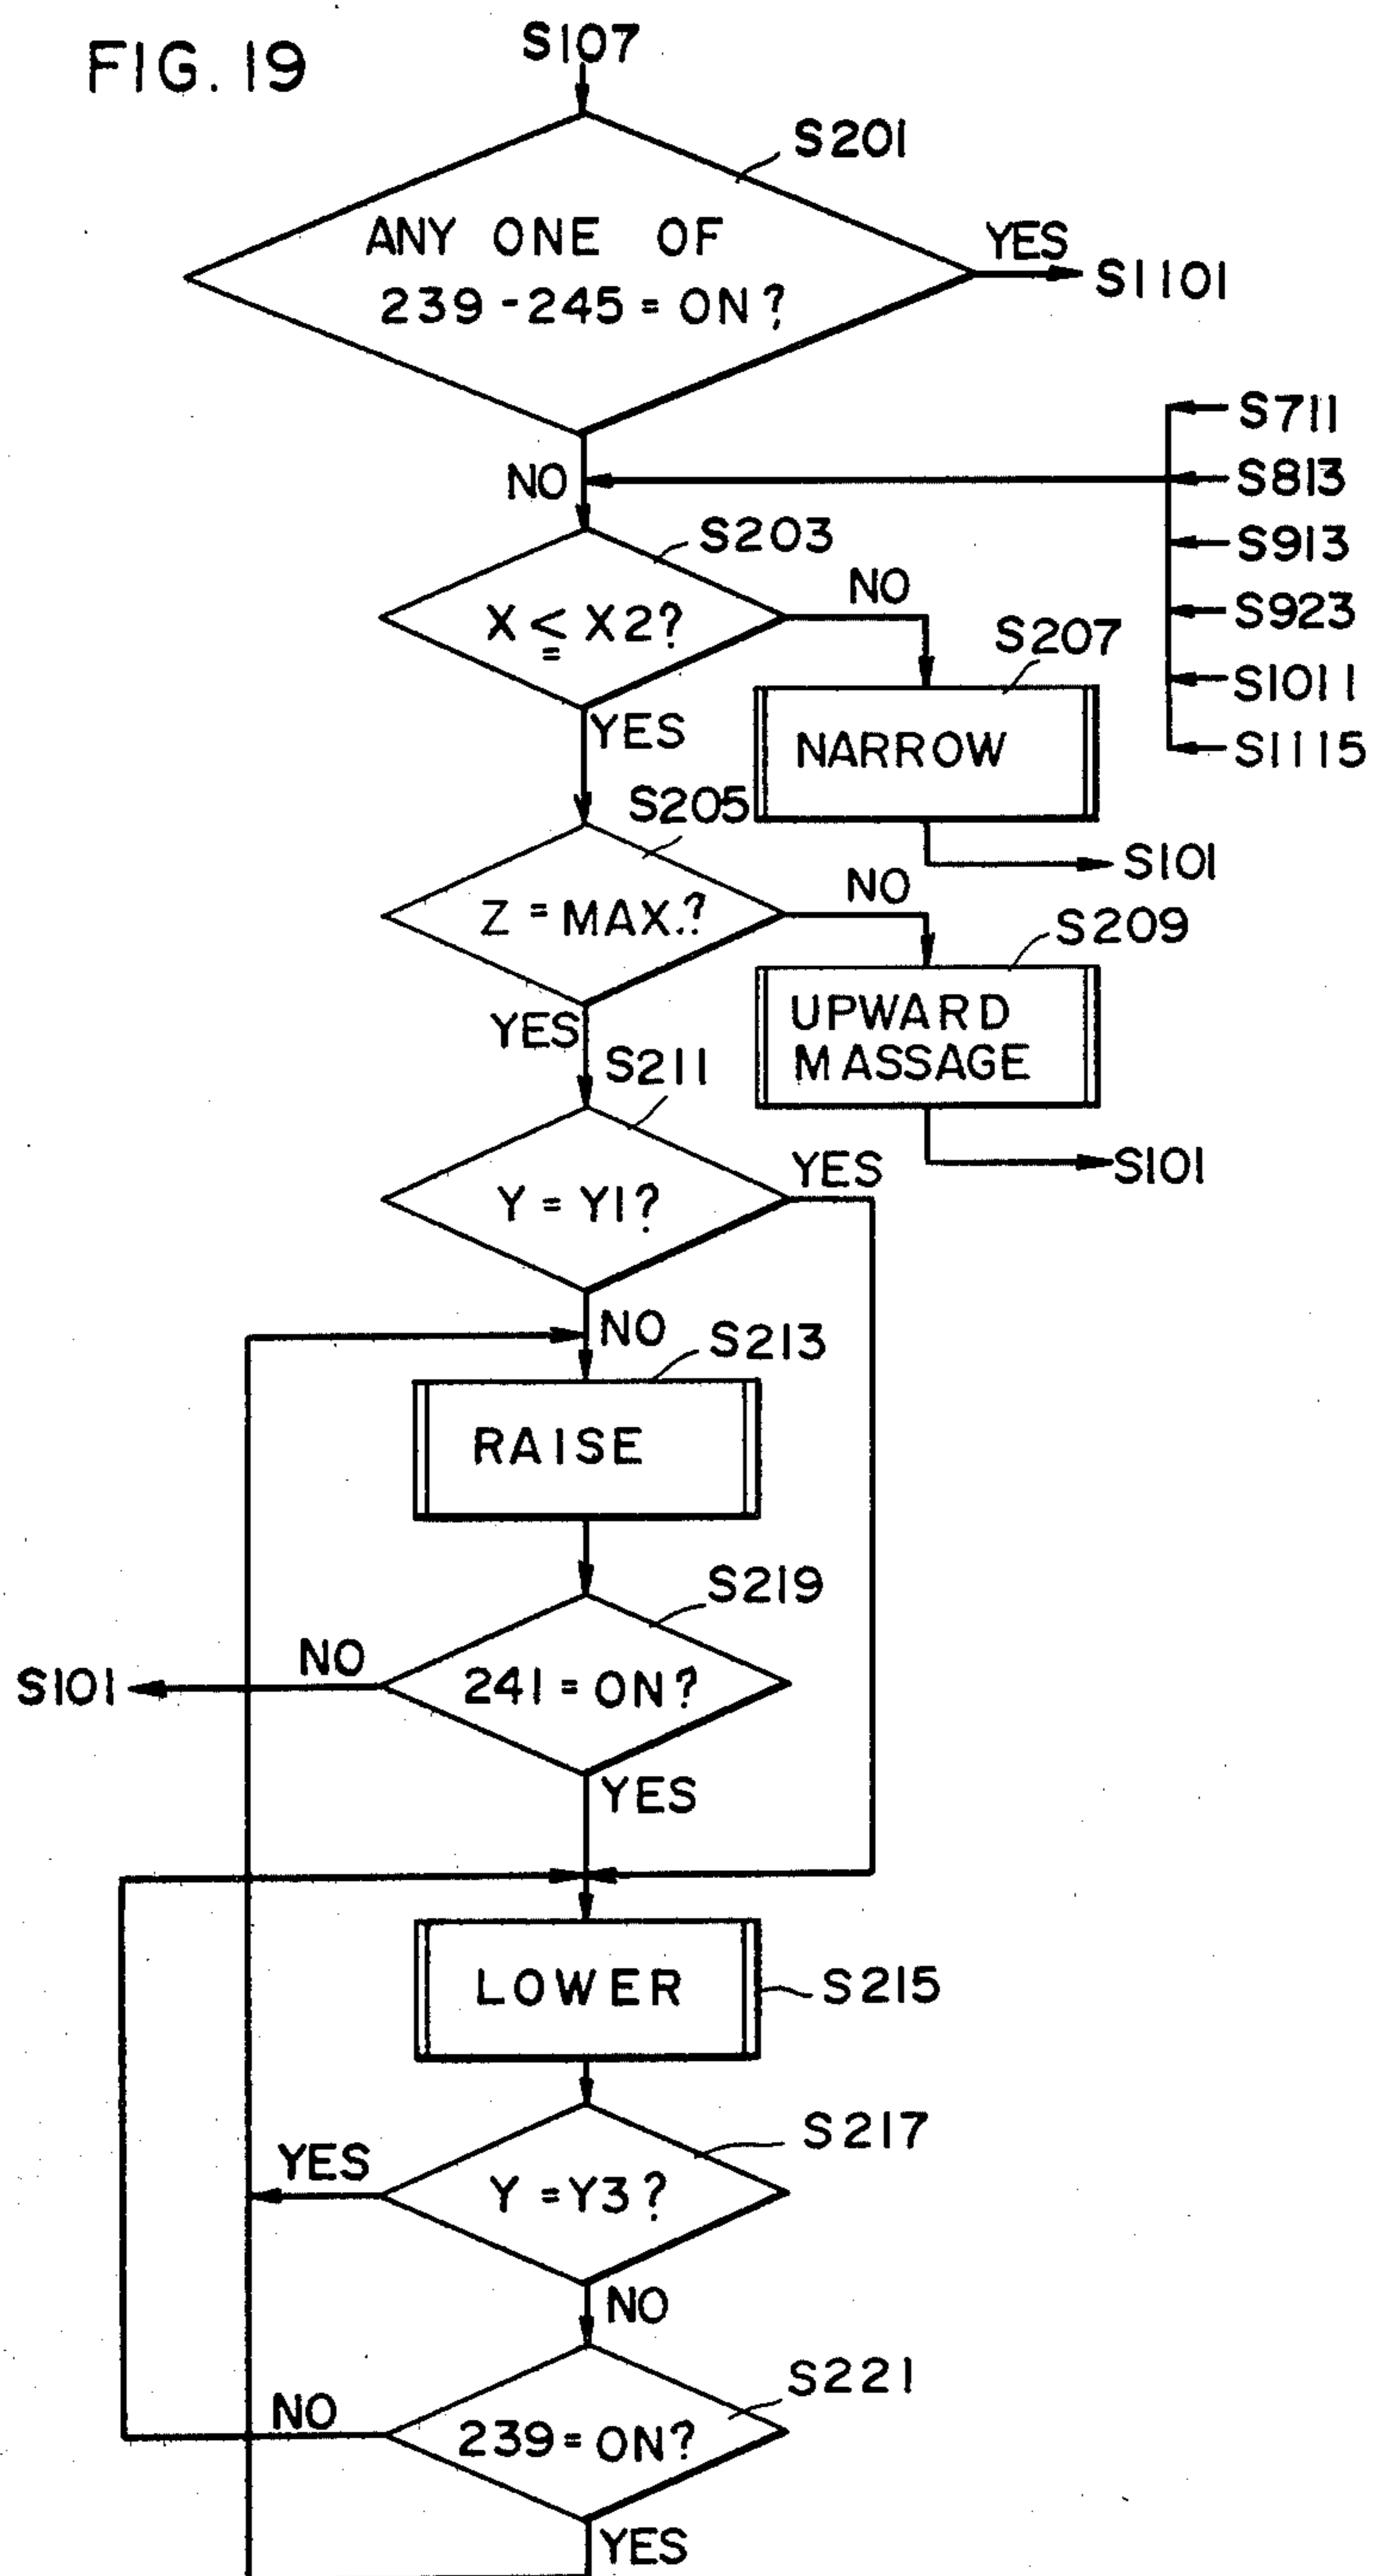 FIG. 19
S107
S201
ANY ONE OF
239-245 = ON?
YES
S1101
S711
NO
S813
S203
S913
X ≦ X2?
NO
S923
S207
S1011
YES
NARROW
S1115
S205
S101
Z = MAX.?
NO
S209
YES
UPWARD
MASSAGE
S211
YES
S101
Y = Y1?
NO
S213
RAISE
S219
NO
S101
241 = ON?
YES
LOWER
S215
S217
YES
Y = Y3?
NO
S221
NO
239 = ON?
YES